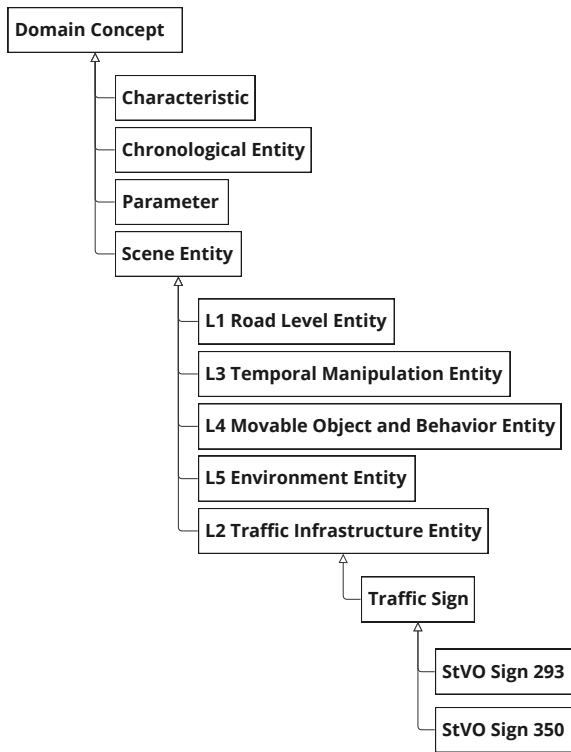 Domain Concept
Characteristic
Chronological Entity
Parameter
Scene Entity
L1 Road Level Entity
L3 Temporal Manipulation Entity
L4 Movable Object and Behavior Entity
L5 Environment Entity
L2 Traffic Infrastructure Entity
Traffic Sign
StVO Sign 293
StVO Sign 350